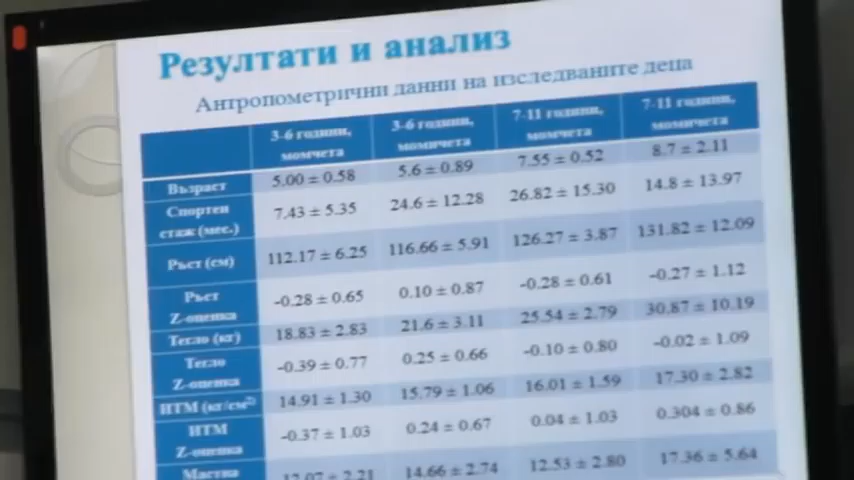 Резултати и анализ
Антропометрични данни на изследваните деца
3-6 години, момчета 3-6 години, момичета 7-11 години, момчета 7-11 години, момичета
Възраст 5.00 ± 0.58 5.6 ± 0.89 7.55 ± 0.52 8.7 ± 2.11
Спортен стаж (мес.) 7.43 ± 5.35 24.6 ± 12.28 26.82 ± 15.30 14.8 ± 13.97
Ръст (см) 112.17 ± 6.25 116.66 ± 5.91 126.27 ± 3.87 131.82 ± 12.09
Ръст Z-оценка -0.28 ± 0.65 0.10 ± 0.87 -0.28 ± 0.61 -0.27 ± 1.12
Тегло (кг) 18.83 ± 2.83 21.6 ± 3.11 25.54 ± 2.79 30.87 ± 10.19
Тегло Z-оценка -0.39 ± 0.77 0.25 ± 0.66 -0.10 ± 0.80 -0.02 ± 1.09
ИТМ (кг/см²) 14.91 ± 1.30 15.79 ± 1.06 16.01 ± 1.59 17.30 ± 2.82
ИТМ Z-оценка -0.37 ± 1.03 0.24 ± 0.67 0.04 ± 1.03 0.304 ± 0.86
Мастна 14.66 ± 2.74 12.53 ± 2.80 17.36 ± 5.64